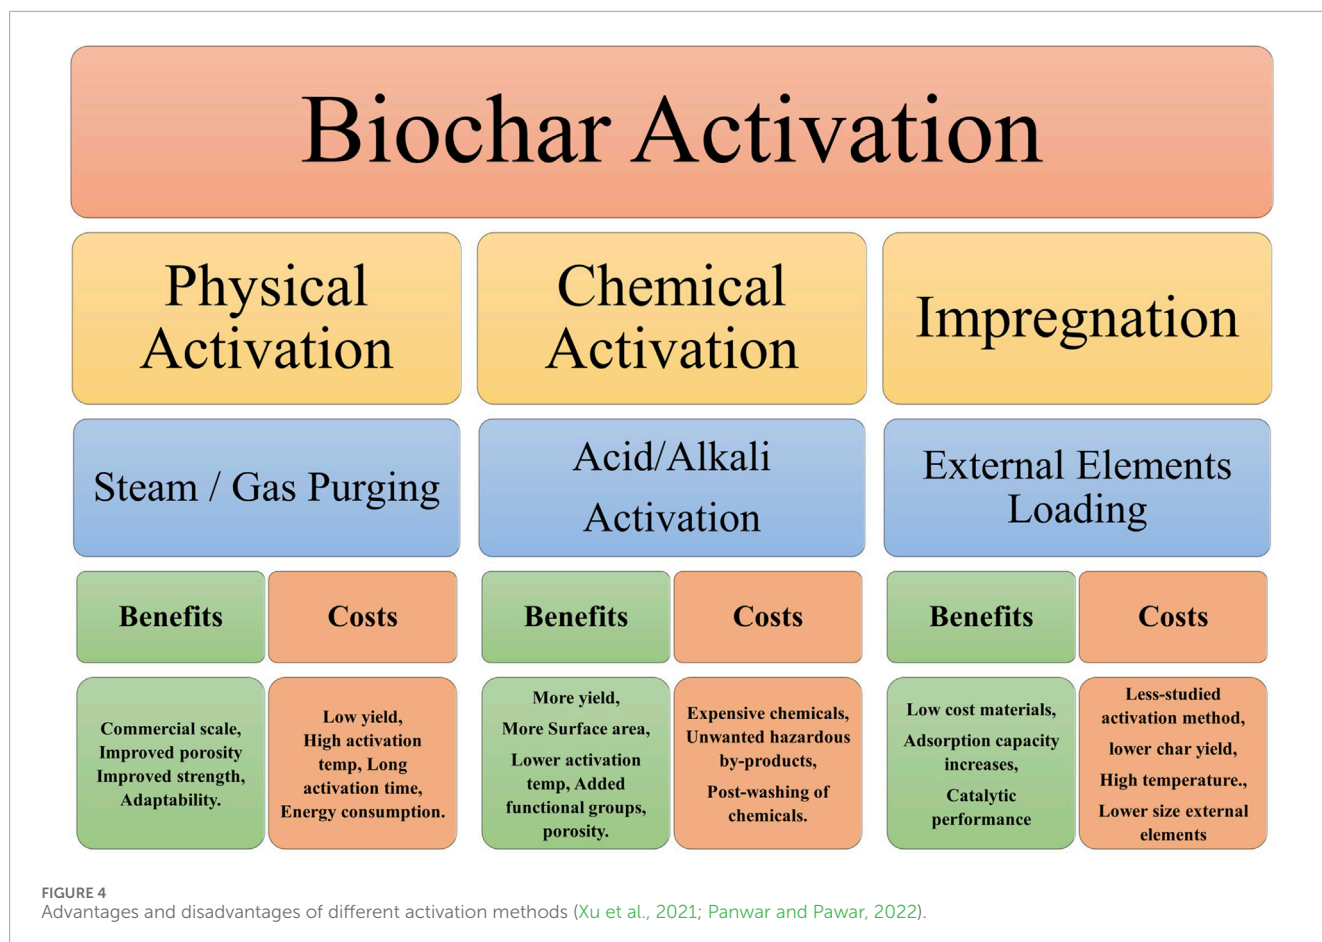 Biochar Activation
Physical
Activation
Chemical
Activation
Impregnation
Steam / Gas Purging
Acid/Alkali
Activation
External Elements
Loading
Benefits
Costs
Benefits
Costs
Benefits
Costs
Commercial scale,
Improved porosity
Improved strength,
Adaptability.
Low yield,
High activation
temp, Long
activation time,
Energy consumption.
More yield,
More Surface area,
Lower activation
temp, Added
functional groups,
porosity.
Expensive chemicals,
Unwanted hazardous
by-products,
Post-washing of
chemicals.
Low cost materials,
Adsorption capacity
increases,
Catalytic
performance
Less-studied
activation method,
lower char yield,
High temperature.,
Lower size external
elements
FIGURE 4
Advantages and disadvantages of different activation methods (Xu et al., 2021; Panwar and Pawar, 2022).